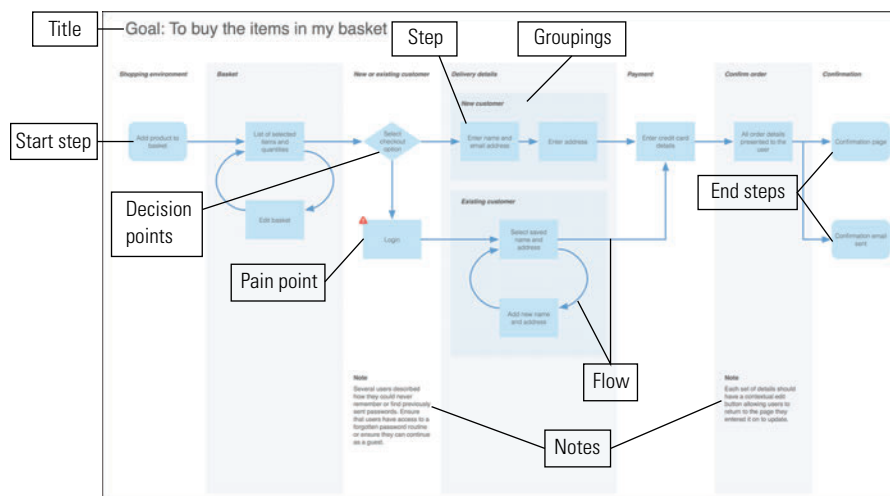 Title
Goal: To buy the items in my basket
Step
Groupings
Shopping environment
Basket
New or existing customer
Delivery details
Payment
Confirm order
Confirmation
New customer
Start step
Add product to
basket
List of selected
items and
quantities
Select
checkout
option
Enter name and
email address
Enter address
Enter credit card
details
All order details
presented to the
user
Confirmation page
Decision
points
End steps
Existing customer
Edit basket
Login
Select saved
name and
address
Confirmation email
sent
Pain point
Add new name
and address
Flow
Note
Several users described
how they could never
remember or find previously
sent passwords. Ensure
that users have access to a
forgotten password routine
or ensure they can continue
as a guest.
Note
Each set of details should
have a contextual edit
button allowing users to
return to the page they
entered it on to update.
Notes